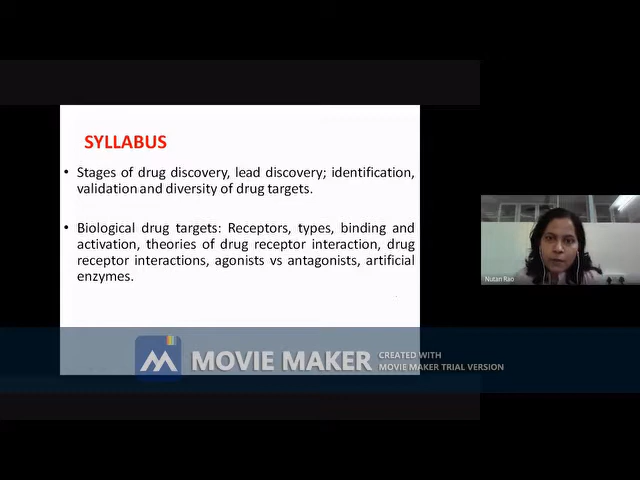 SYLLABUS
• Stages of drug discovery, lead discovery; identification,
validation and diversity of drug targets.
• Biological drug targets: Receptors, types, binding and
activation, theories of drug receptor interaction, drug
receptor interactions, agonists vs antagonists, artificial
enzymes.
Nutan Rao
MOVIE MAKER
CREATED WITH
MOVIE MAKER TRIAL VERSION